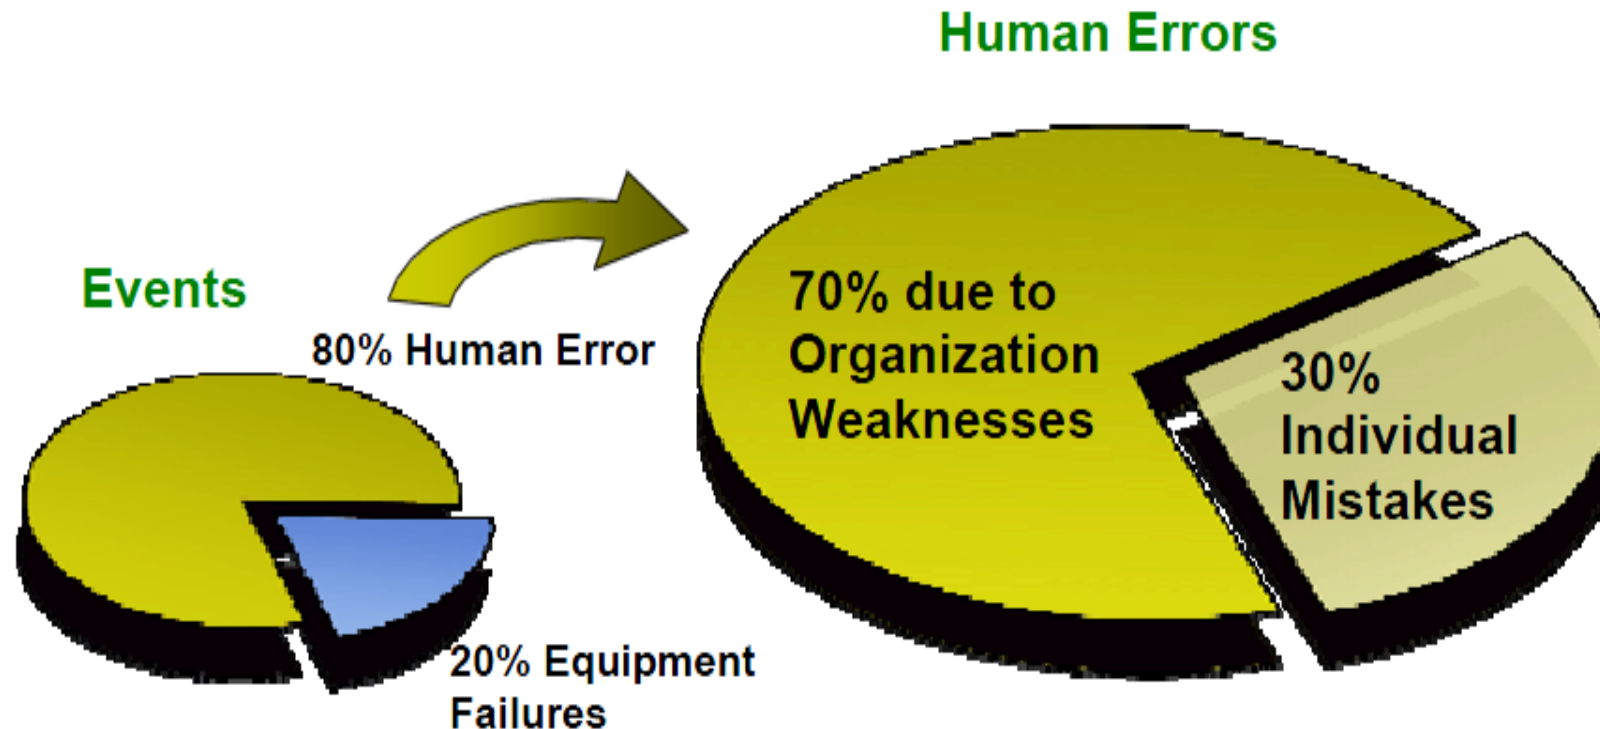 Human Errors
Events
80% Human Error
70% due to
Organization
Weaknesses
30%
Individual
Mistakes
20% Equipment
Failures